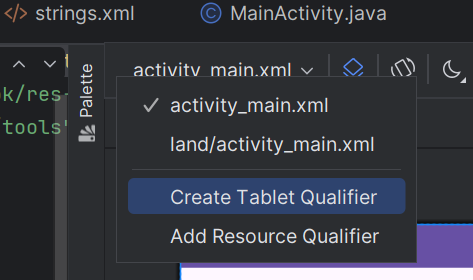 strings.xml
MainActivity.java
ok/res-
tools"
Palette
activity_main.xml
activity_main.xml
land/activity_main.xml
Create Tablet Qualifier
Add Resource Qualifier